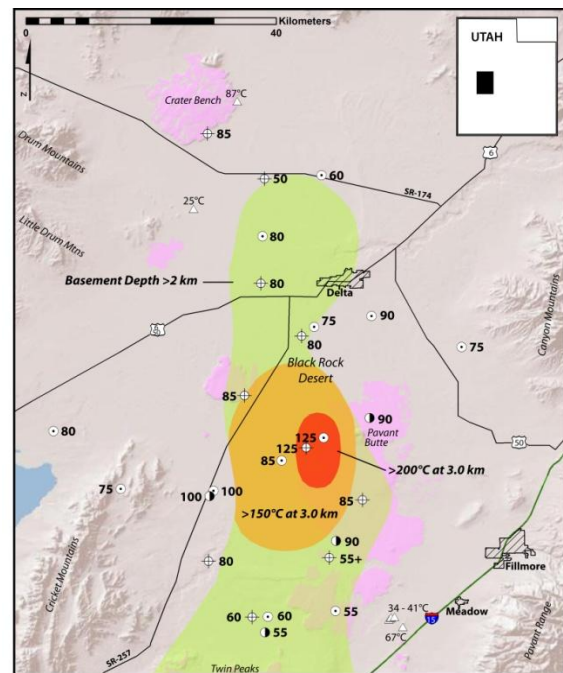 0
40
Kilometers
UTAH
N
87°C
Crater Bench
85
Drum Mountains
6
60
50
SR-174
25°C
Little Drum Mtns
80
Basement Depth >2 km
80
Delta
Canyon Mountains
90
75
80
75
Black Rock
Desert
85
90
Pavant
Butte
80
125
125
85
50
>200°C at 3.0 km
75
100
100
85
>150°C at 3.0 km
90
55+
80
Fillmore
Cricket Mountains
34 - 41°C
Meadow
55
60
60
15
55
67°C
Pavant Range
SR-257
Twin Peaks